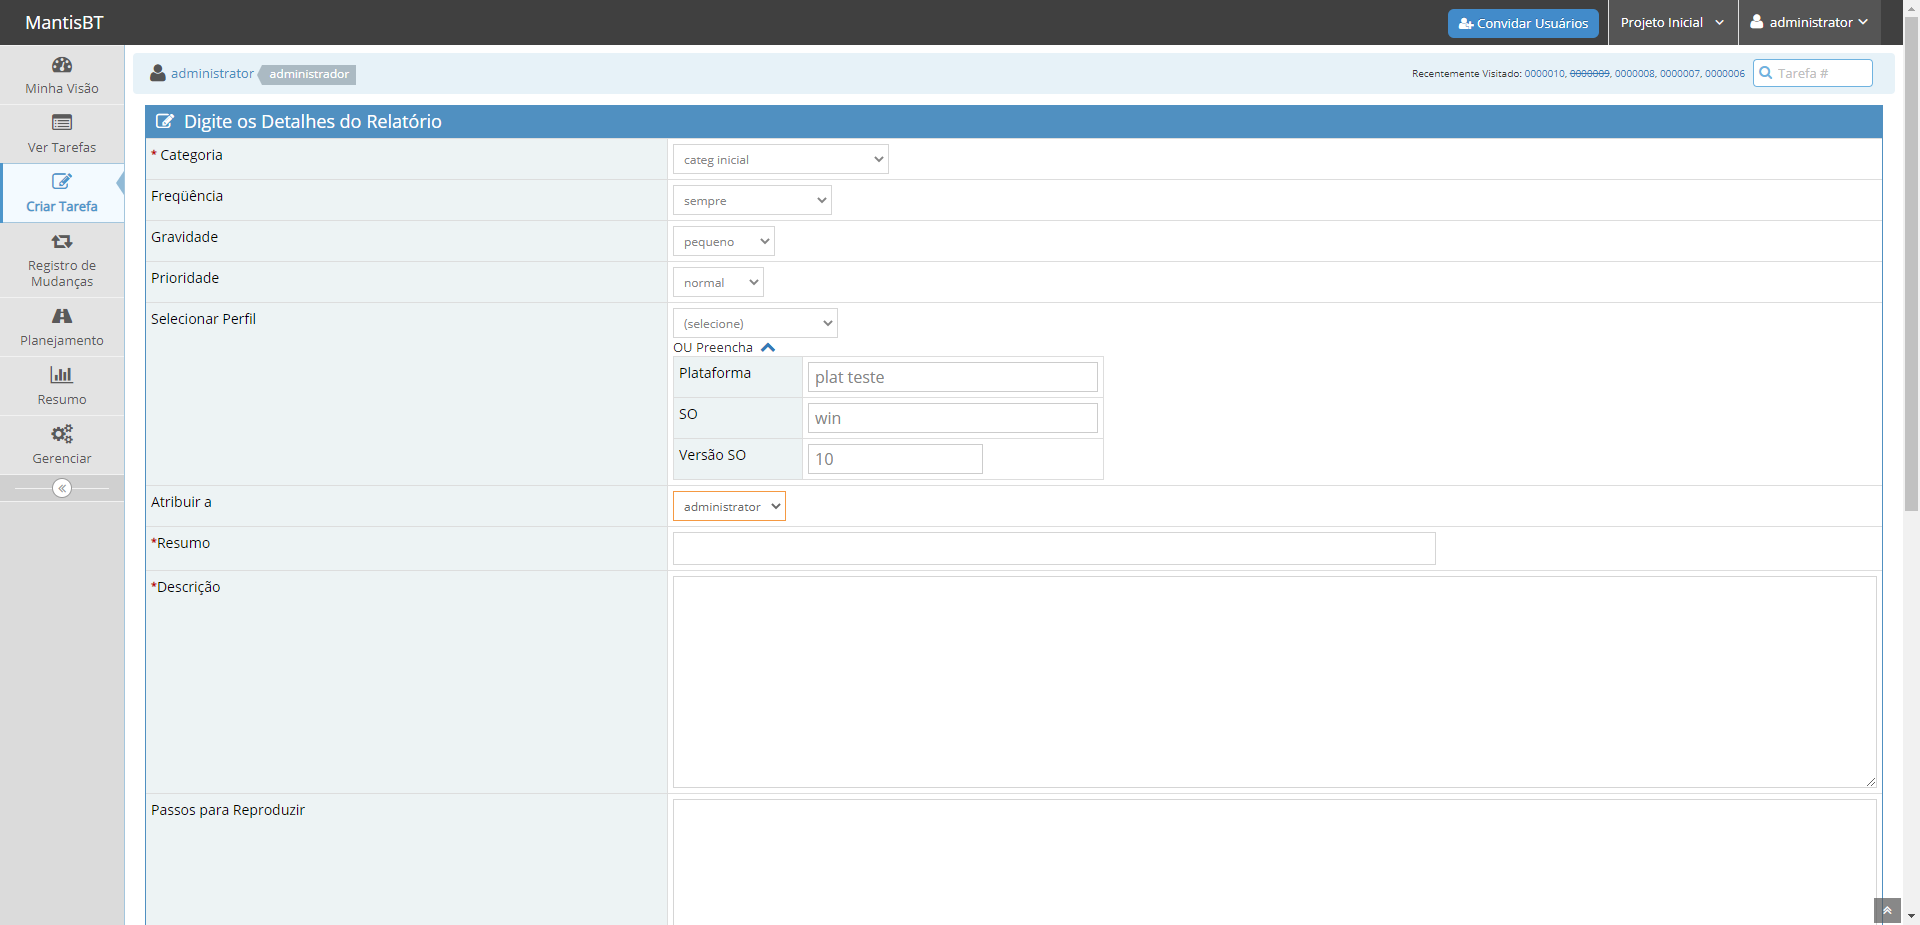 MantisBT
Convidar Usuários
Projeto Inicial
administrator
Minha Visão
Ver Tarefas
Criar Tarefa
Registro de
Mudanças
Planejamento
Resumo
Gerenciar
administrator administrador
Recentemente Visitado: 0000010, 0000009, 0000008, 0000007, 0000006
Tarefa #
Digite os Detalhes do Relatório
* Categoria
categ inicial
Freqüência
sempre
Gravidade
pequeno
Prioridade
normal
Selecionar Perfil
(selecione)
OU Preencha
Plataforma
plat teste
SO
win
Versão SO
10
Atribuir a
administrator
*Resumo
*Descrição
Passos para Reproduzir